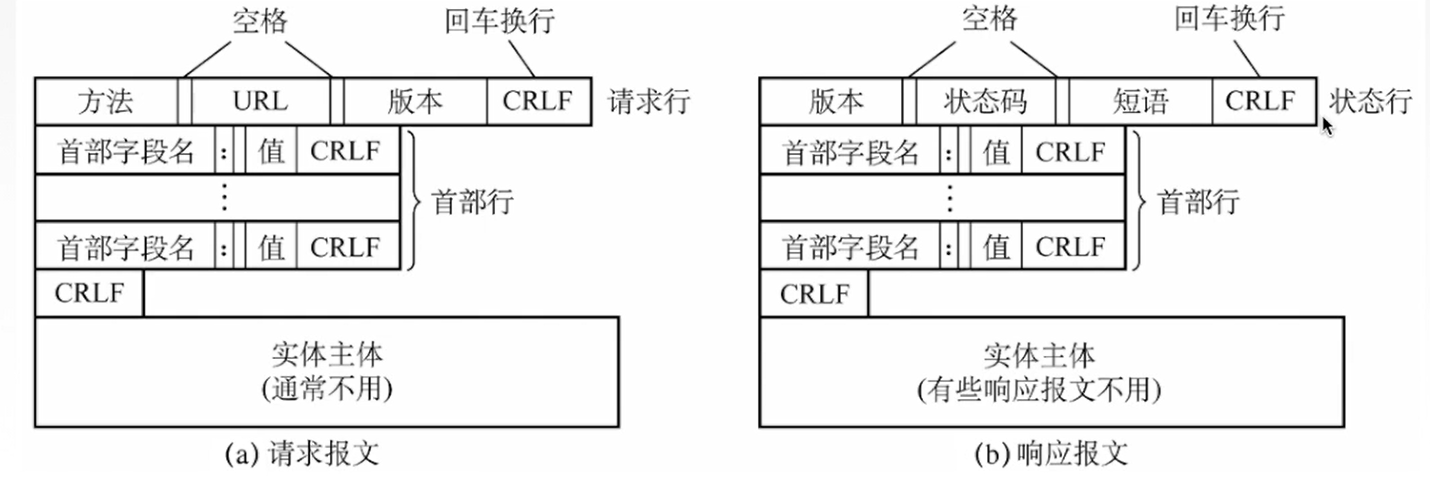 空格 回车换行
方法 URL 版本 CRLF 请求行
首部字段名 : 值 CRLF
⋮
首部行
首部字段名 : 值 CRLF
CRLF
实体主体
(通常不用)
(a) 请求报文
空格 回车换行
版本 状态码 短语 CRLF 状态行
首部字段名 : 值 CRLF
⋮
首部行
首部字段名 : 值 CRLF
CRLF
实体主体
(有些响应报文不用)
(b) 响应报文